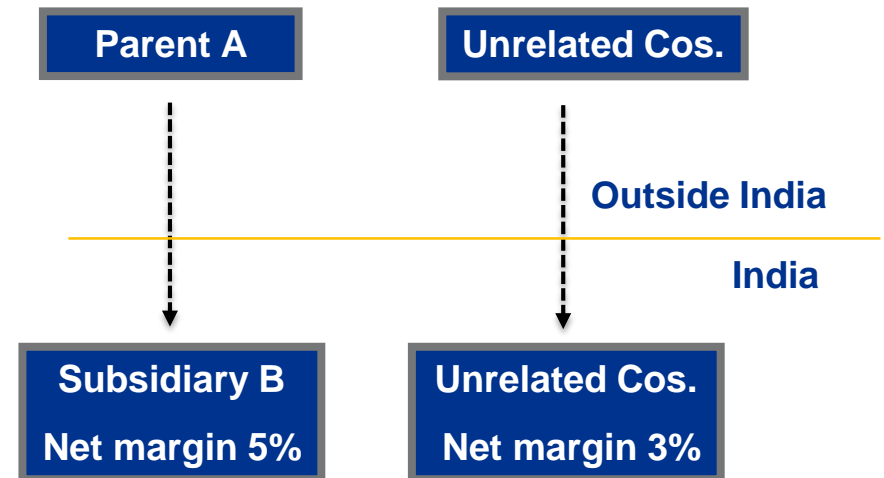 Parent A
Unrelated Cos.
Outside India
India
Subsidiary B
Net margin 5%
Unrelated Cos.
Net margin 3%